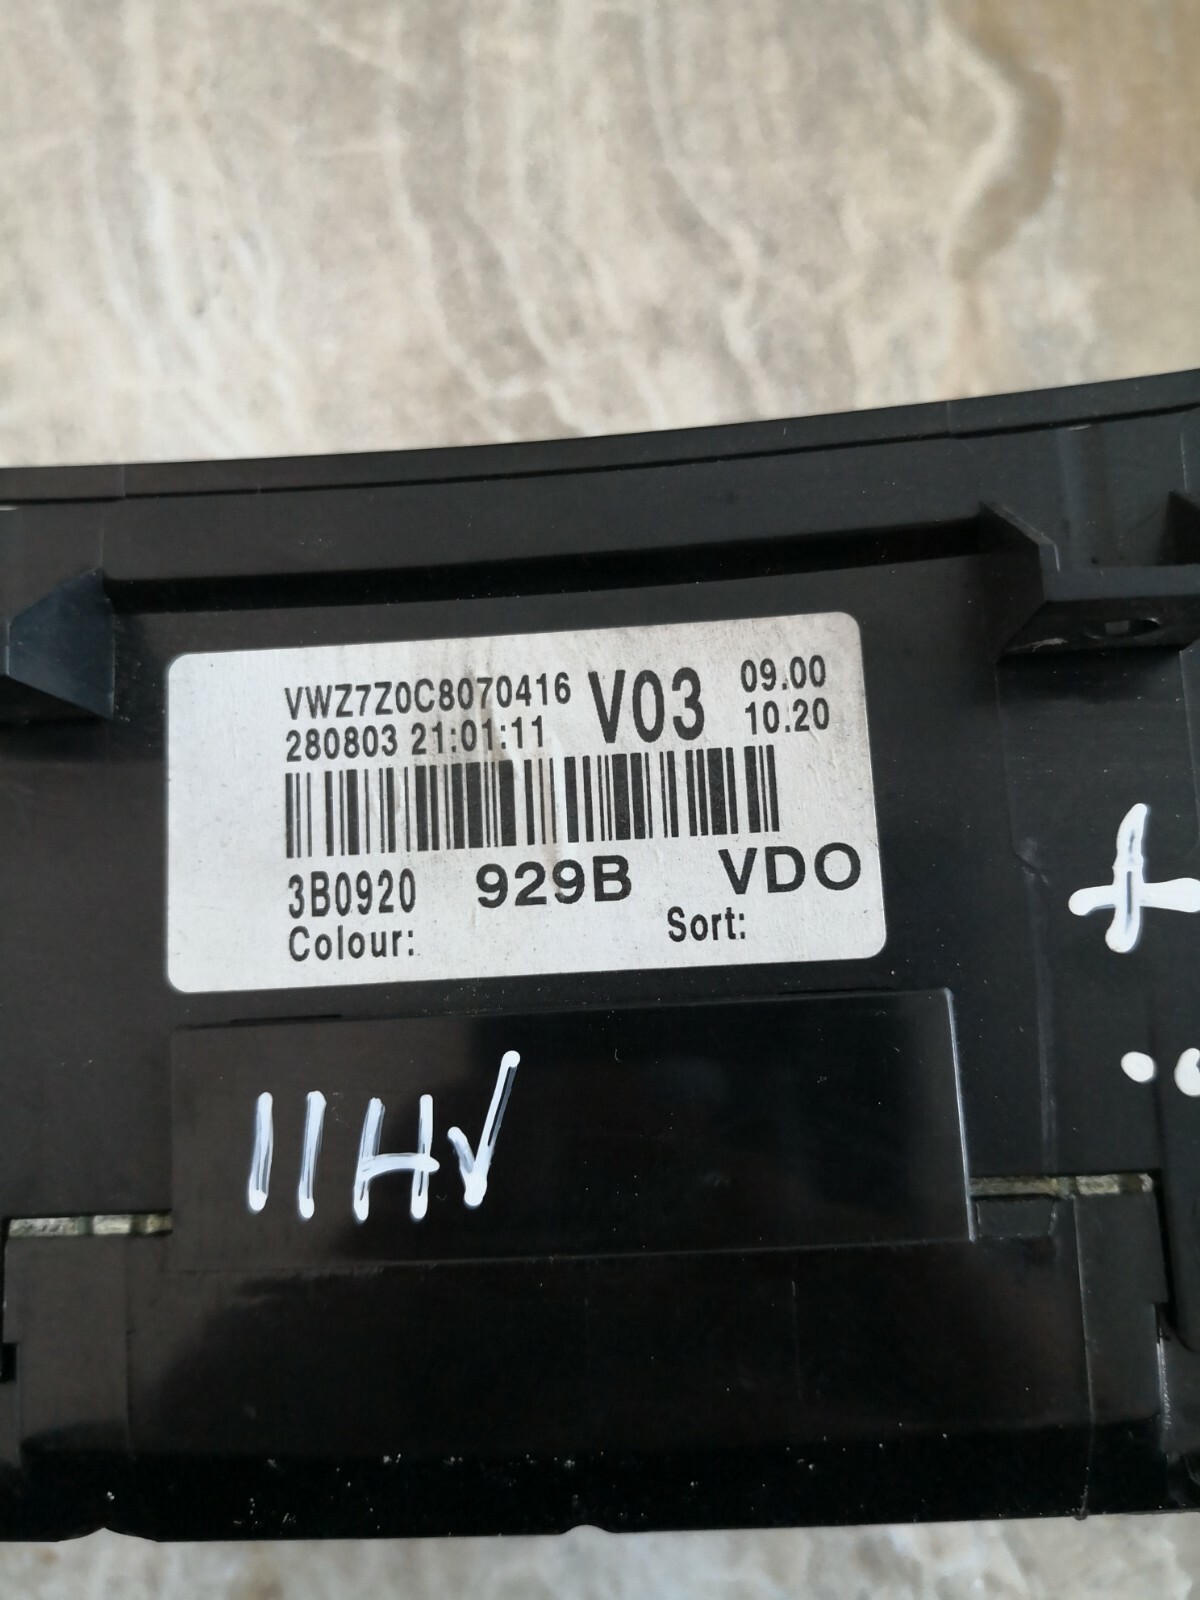 VWZ7Z0C8070416 V03 09.00
280803 21:01:11 10.20
3B0920 929B VDO
Colour: Sort:
11H√